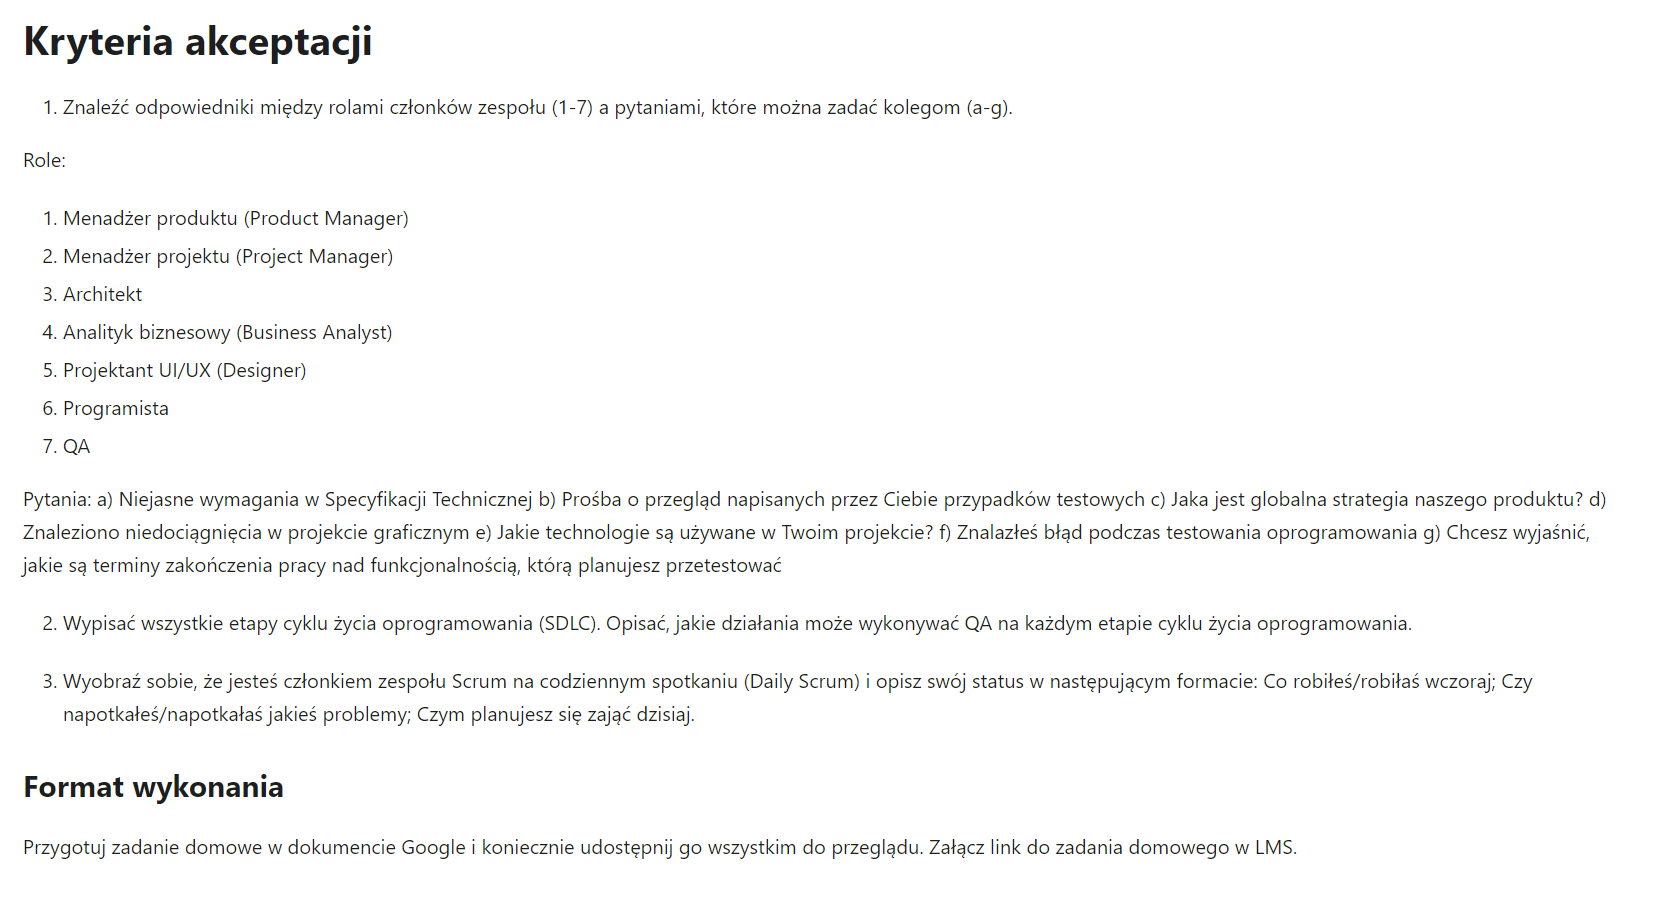 Kryteria akceptacji
1. Znaleźć odpowiedniki między rolami członków zespołu (1-7) a pytaniami, które można zadać kolegom (a-g).
Role:
1. Menadżer produktu (Product Manager)
2. Menadżer projektu (Project Manager)
3. Architekt
4. Analityk biznesowy (Business Analyst)
5. Projektant UI/UX (Designer)
6. Programista
7. QA
Pytania: a) Niejasne wymagania w Specyfikacji Technicznej b) Prośba o przegląd napisanych przez Ciebie przypadków testowych c) Jaka jest globalna strategia naszego produktu? d)
Znaleziono niedociągnięcia w projekcie graficznym e) Jakie technologie są używane w Twoim projekcie? f) Znalazłeś błąd podczas testowania oprogramowania g) Chcesz wyjaśnić,
jakie są terminy zakończenia pracy nad funkcjonalnością, którą planujesz przetestować
2. Wypisać wszystkie etapy cyklu życia oprogramowania (SDLC). Opisać, jakie działania może wykonywać QA na każdym etapie cyklu życia oprogramowania.
3. Wyobraź sobie, że jesteś członkiem zespołu Scrum na codziennym spotkaniu (Daily Scrum) i opisz swój status w następującym formacie: Co robiłeś/robiłaś wczoraj; Czy
napotkałeś/napotkałaś jakieś problemy; Czym planujesz się zająć dzisiaj.
Format wykonania
Przygotuj zadanie domowe w dokumencie Google i koniecznie udostępnij go wszystkim do przeglądu. Załącz link do zadania domowego w LMS.